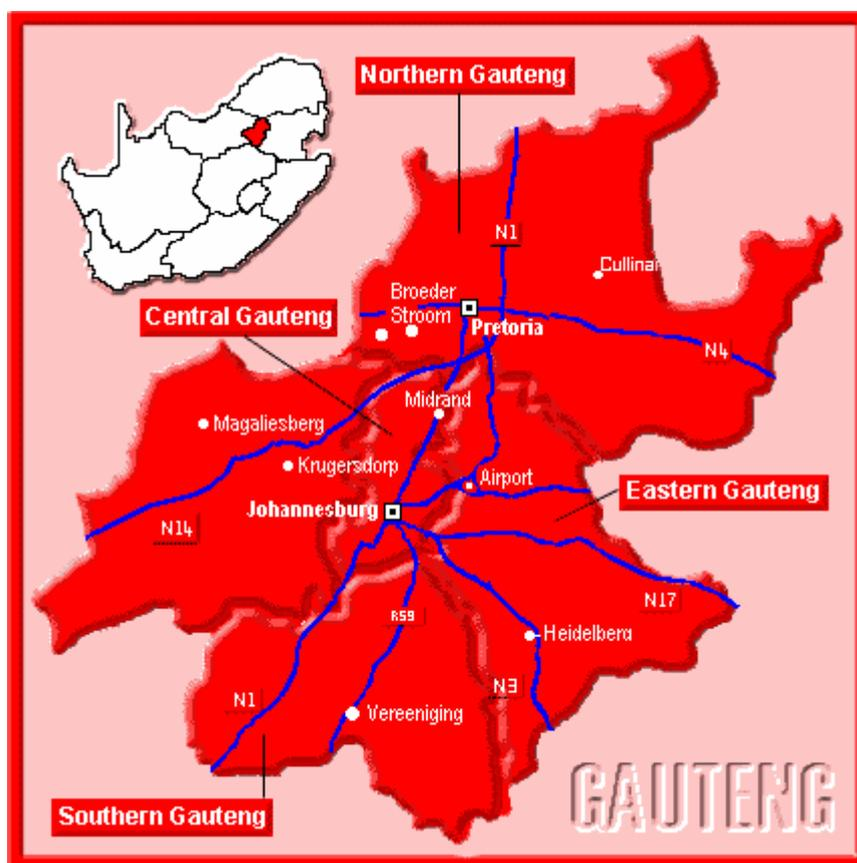 Northern Gauteng
N1
Cullinan
Broeder
Stroom
Central Gauteng
Pretoria
N4
Midrand
Magaliesberg
Krugersdorp
Airport
Eastern Gauteng
Johannesburg
N14
N17
R59
Heidelberg
N1
N3
Vereeniging
GAUTENG
Southern Gauteng